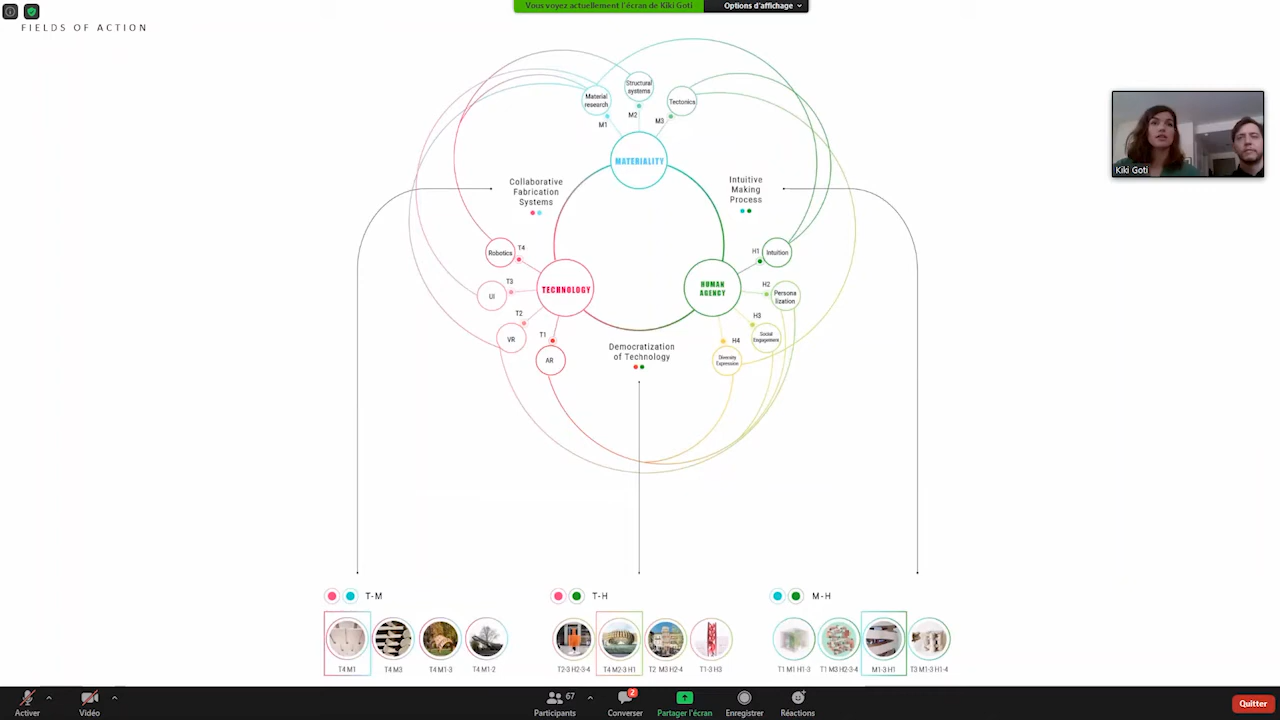 Vous voyez actuellement l'écran de Kiki Goti
Options d'affichage
FIELDS OF ACTION
Structural
systems
Material
research
Tectonics
M1
M2
M3
MATERIALITY
Kiki Goti
Collaborative
Fabrication
Systems
Intuitive
Making
Process
Robotics
T4
H1
Intuition
T3
UI
TECHNOLOGY
HUMAN
AGENCY
H2
Persona
lization
T2
VR
H3
Social
Engagement
T1
AR
H4
Diversity
Expression
Democratization
of Technology
T-M
T-H
M-H
T4 M1
T4 M3
T4 M1-3
T4 M1-2
T2-3 H2-3-4
T4 M2-3 H1
T2 M3 H2-4
T1-3 H3
T1 M1 H1-3
T1 M3 H2-3-4
M1-3 H1
T3 M1-3 H1-4
Activer
Vidéo
67
Participants
2
Converser
Partager l'écran
Enregistrer
Réactions
Quitter